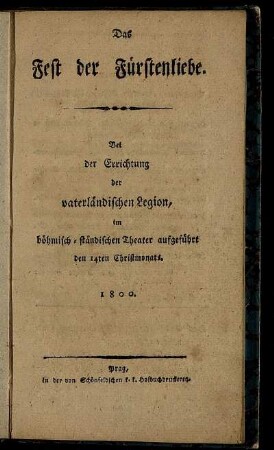 Das
Fest der Fürstenliebe.
Bei
der Errichtung
der
vaterländischen Legion,
im
böhmisch-ständischen Theater aufgeführt
den 14ten Christmonats.
1800.
Prag,
in der von Schönfeldschen k. k. Hofbuchdruckerey.